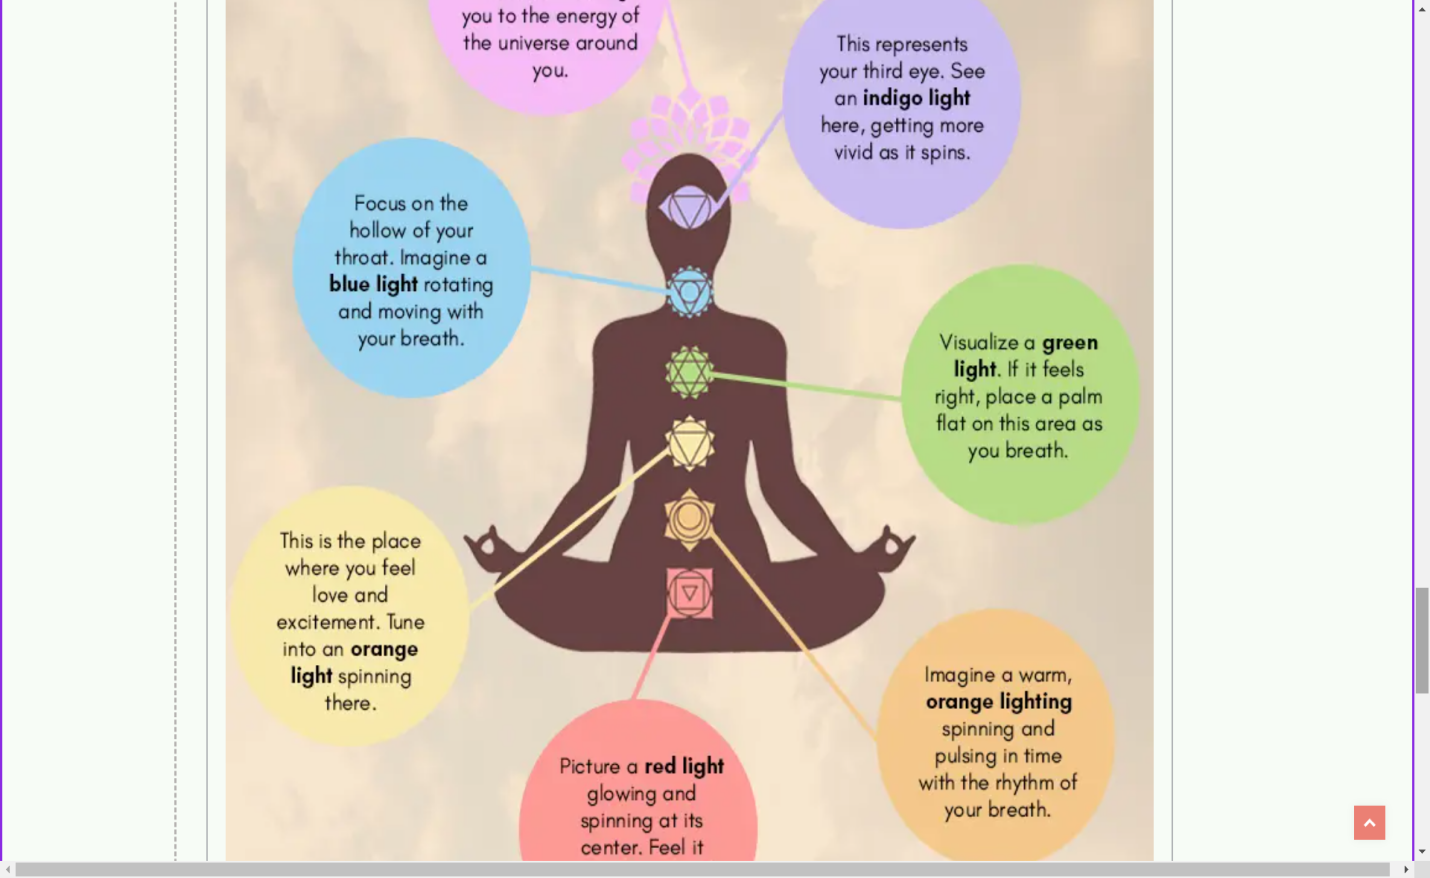 you to the energy of
the universe around
you.
This represents
your third eye. See
an indigo light
here, getting more
vivid as it spins.
Focus on the
hollow of your
throat. Imagine a
blue light rotating
and moving with
your breath.
Visualize a green
light. If it feels
right, place a palm
flat on this area as
you breath.
This is the place
where you feel
love and
excitement. Tune
into an orange
light spinning
there.
Imagine a warm,
orange lighting
spinning and
pulsing in time
with the rhythm of
your breath.
Picture a red light
glowing and
spinning at its
center. Feel it